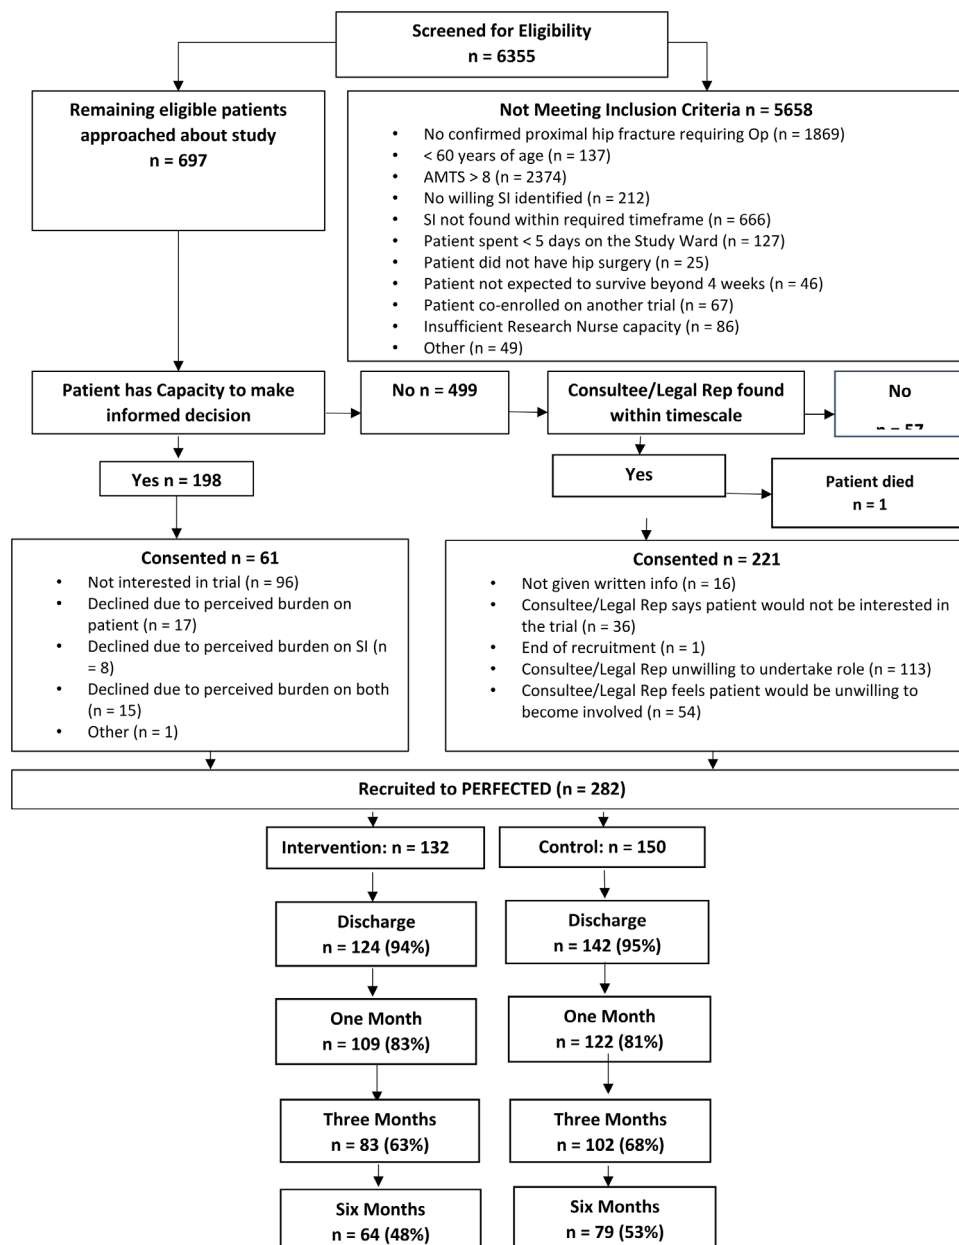 Screened for Eligibility
n = 6355
Remaining eligible patients
approached about study
n = 697
Not Meeting Inclusion Criteria n = 5658
• No confirmed proximal hip fracture requiring Op (n = 1869)
• < 60 years of age (n = 137)
• AMTS > 8 (n = 2374)
• No willing SI identified (n = 212)
• SI not found within required timeframe (n = 666)
• Patient spent < 5 days on the Study Ward (n = 127)
• Patient did not have hip surgery (n = 25)
• Patient not expected to survive beyond 4 weeks (n = 46)
• Patient co-enrolled on another trial (n = 67)
• Insufficient Research Nurse capacity (n = 86)
• Other (n = 49)
Patient has Capacity to make
informed decision
No n = 499
Consultee/Legal Rep found
within timescale
No
n = 57
Yes n = 198
Yes
Patient died
n = 1
Consented n = 61
• Not interested in trial (n = 96)
• Declined due to perceived burden on
patient (n = 17)
• Declined due to perceived burden on SI (n
= 8)
• Declined due to perceived burden on both
(n = 15)
• Other (n = 1)
Consented n = 221
• Not given written info (n = 16)
• Consultee/Legal Rep says patient would not be interested in
the trial (n = 36)
• End of recruitment (n = 1)
• Consultee/Legal Rep unwilling to undertake role (n = 113)
• Consultee/Legal Rep feels patient would be unwilling to
become involved (n = 54)
Recruited to PERFECTED (n = 282)
Intervention: n = 132
Control: n = 150
Discharge
n = 124 (94%)
Discharge
n = 142 (95%)
One Month
n = 109 (83%)
One Month
n = 122 (81%)
Three Months
n = 83 (63%)
Three Months
n = 102 (68%)
Six Months
n = 64 (48%)
Six Months
n = 79 (53%)